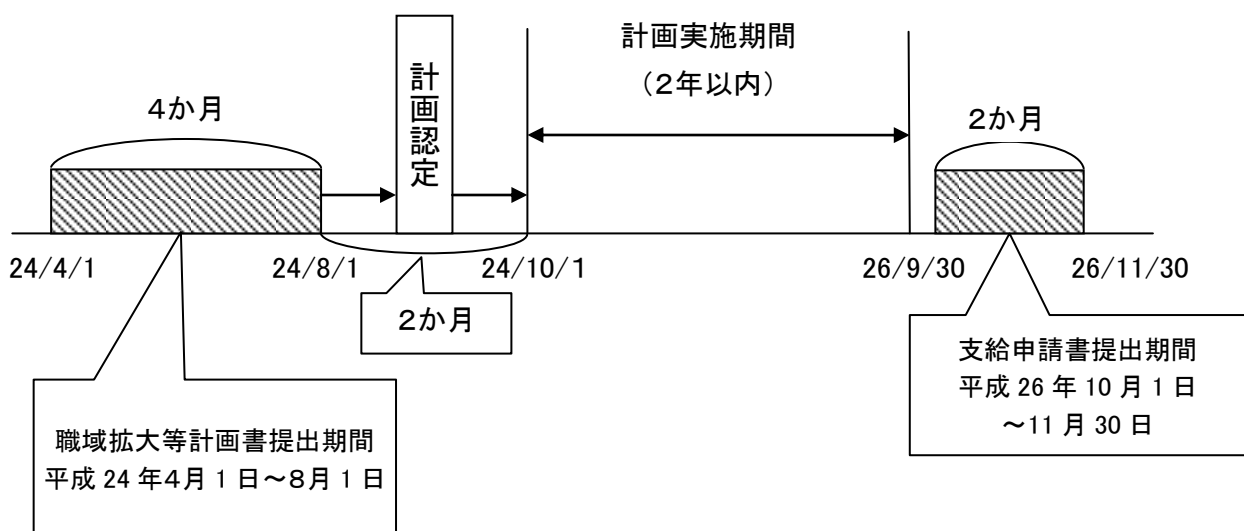 計画実施期間
(2年以内)
計画認定
4か月
2か月
24/4/1
24/8/1
24/10/1
26/9/30
26/11/30
2か月
職域拡大等計画書提出期間
平成 24 年4月 1 日～8月 1 日
支給申請書提出期間
平成 26 年 10 月 1 日
～11 月 30 日